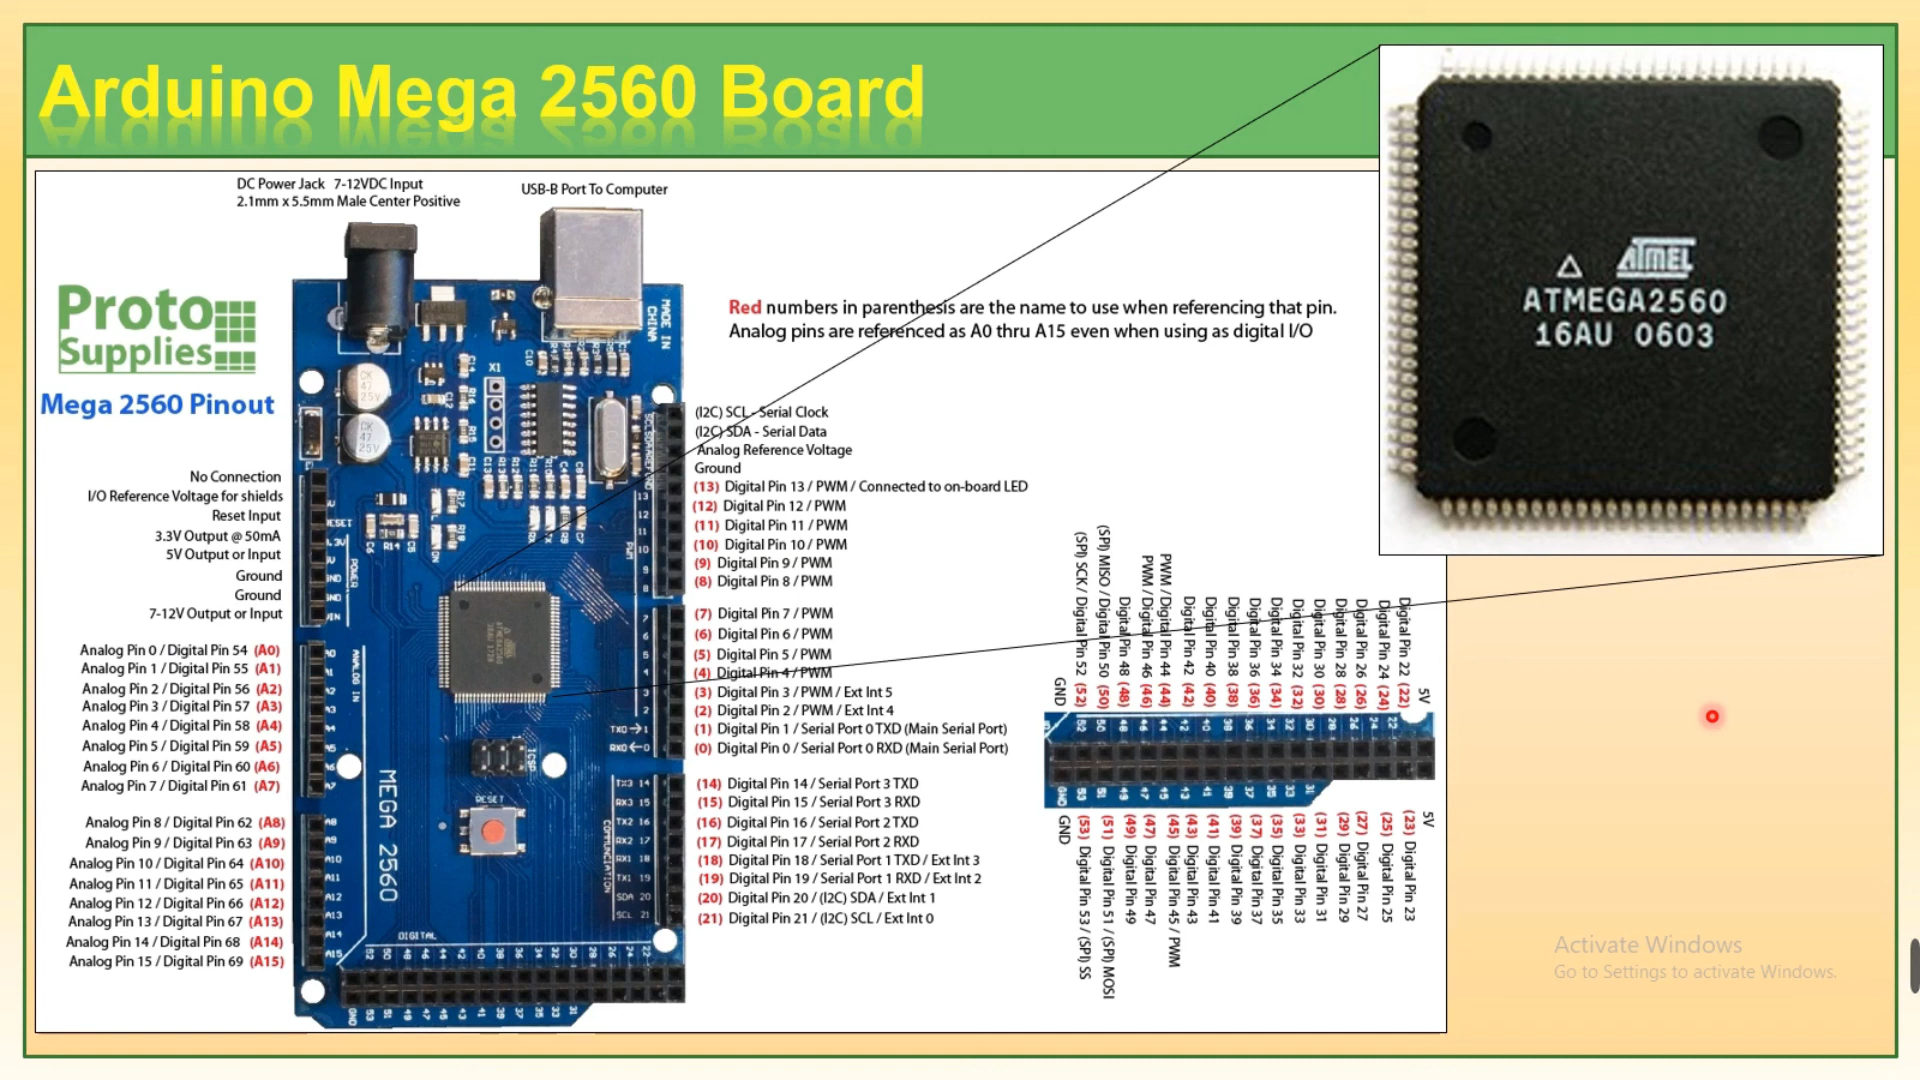 Arduino Mega 2560 Board
DC Power Jack 7-12VDC Input
2.1mm x 5.5mm Male Center Positive
USB-B Port To Computer
Proto
Supplies
Mega 2560 Pinout
Red numbers in parenthesis are the name to use when referencing that pin.
Analog pins are referenced as A0 thru A15 even when using as digital I/O
ATMEL
ATMEGA2560
16AU 0603
MADE IN
CHINA
No Connection
I/O Reference Voltage for shields
Reset Input
3.3V Output @ 50mA
5V Output or Input
Ground
Ground
7-12V Output or Input
Analog Pin 0 / Digital Pin 54 (A0)
Analog Pin 1 / Digital Pin 55 (A1)
Analog Pin 2 / Digital Pin 56 (A2)
Analog Pin 3 / Digital Pin 57 (A3)
Analog Pin 4 / Digital Pin 58 (A4)
Analog Pin 5 / Digital Pin 59 (A5)
Analog Pin 6 / Digital Pin 60 (A6)
Analog Pin 7 / Digital Pin 61 (A7)
Analog Pin 8 / Digital Pin 62 (A8)
Analog Pin 9 / Digital Pin 63 (A9)
Analog Pin 10 / Digital Pin 64 (A10)
Analog Pin 11 / Digital Pin 65 (A11)
Analog Pin 12 / Digital Pin 66 (A12)
Analog Pin 13 / Digital Pin 67 (A13)
Analog Pin 14 / Digital Pin 68 (A14)
Analog Pin 15 / Digital Pin 69 (A15)
X1
POWER
ANALOG IN
PWM
ICSP
RESET
MEGA 2560
COMMUNICATION
DIGITAL
(I2C) SCL - Serial Clock
(I2C) SDA - Serial Data
Analog Reference Voltage
Ground
(13) Digital Pin 13 / PWM / Connected to on-board LED
(12) Digital Pin 12 / PWM
(11) Digital Pin 11 / PWM
(10) Digital Pin 10 / PWM
(9) Digital Pin 9 / PWM
(8) Digital Pin 8 / PWM
(7) Digital Pin 7 / PWM
(6) Digital Pin 6 / PWM
(5) Digital Pin 5 / PWM
(4) Digital Pin 4 / PWM
(3) Digital Pin 3 / PWM / Ext Int 5
(2) Digital Pin 2 / PWM / Ext Int 4
(1) Digital Pin 1 / Serial Port 0 TXD (Main Serial Port)
(0) Digital Pin 0 / Serial Port 0 RXD (Main Serial Port)
(14) Digital Pin 14 / Serial Port 3 TXD
(15) Digital Pin 15 / Serial Port 3 RXD
(16) Digital Pin 16 / Serial Port 2 TXD
(17) Digital Pin 17 / Serial Port 2 RXD
(18) Digital Pin 18 / Serial Port 1 TXD / Ext Int 3
(19) Digital Pin 19 / Serial Port 1 RXD / Ext Int 2
(20) Digital Pin 20 / (I2C) SDA / Ext Int 1
(21) Digital Pin 21 / (I2C) SCL / Ext Int 0
GND
(52) (SPI) SCK / Digital Pin 52
(50) (SPI) MISO / Digital Pin 50
(48) Digital Pin 48
(46) PWM / Digital Pin 46
(44) PWM / Digital Pin 44
(42) Digital Pin 42
(40) Digital Pin 40
(38) Digital Pin 38
(36) Digital Pin 36
(34) Digital Pin 34
(32) Digital Pin 32
(30) Digital Pin 30
(28) Digital Pin 28
(26) Digital Pin 26
(24) Digital Pin 24
(22) Digital Pin 22
5V
GND
(53) Digital Pin 53 / (SPI) SS
(51) Digital Pin 51 / (SPI) MOSI
(49) Digital Pin 49
(47) Digital Pin 47
(45) Digital Pin 45 / PWM
(43) Digital Pin 43
(41) Digital Pin 41
(39) Digital Pin 39
(37) Digital Pin 37
(35) Digital Pin 35
(33) Digital Pin 33
(31) Digital Pin 31
(29) Digital Pin 29
(27) Digital Pin 27
(25) Digital Pin 25
(23) Digital Pin 23
5V
Activate Windows
Go to Settings to activate Windows.